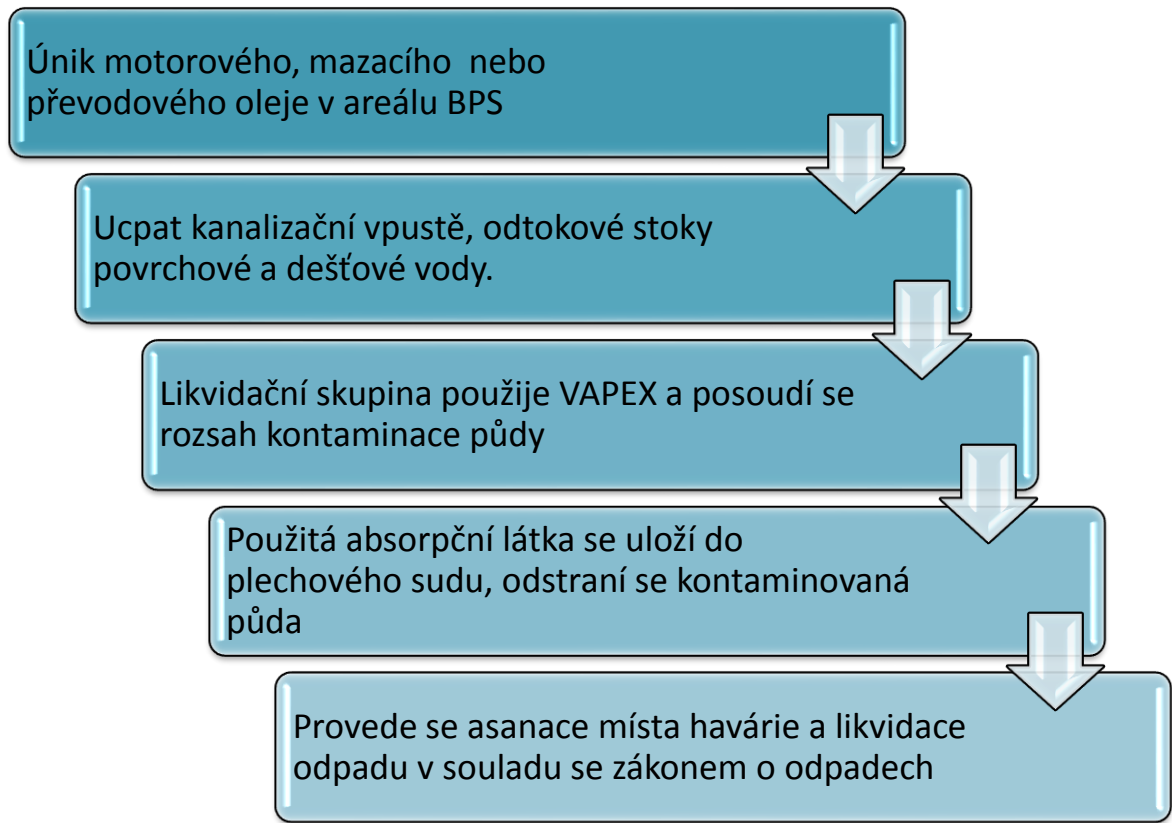 Únik motorového, mazacího  nebo
převodového oleje v areálu BPS
Ucpat kanalizační vpustě, odtokové stoky
povrchové a dešťové vody.
Likvidační skupina použije VAPEX a posoudí se
rozsah kontaminace půdy
Použitá absorpční látka se uloží do
plechového sudu, odstraní se kontaminovaná
půda
Provede se asanace místa havárie a likvidace
odpadu v souladu se zákonem o odpadech